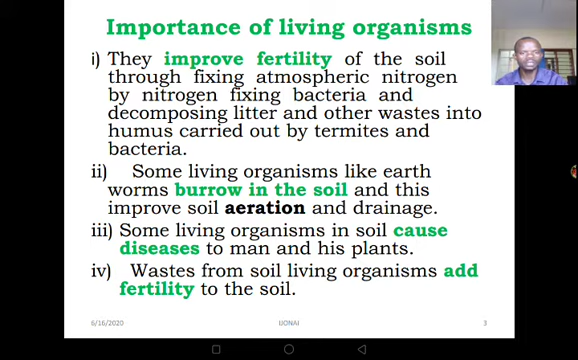 Importance of living organisms
i) They improve fertility of the soil
through fixing atmospheric nitrogen
by nitrogen fixing bacteria and
decomposing litter and other wastes into
humus carried out by termites and
bacteria.
ii) Some living organisms like earth
worms burrow in the soil and this
improve soil aeration and drainage.
iii) Some living organisms in soil cause
diseases to man and his plants.
iv) Wastes from soil living organisms add
fertility to the soil.
6/16/2020 IJONAI 3